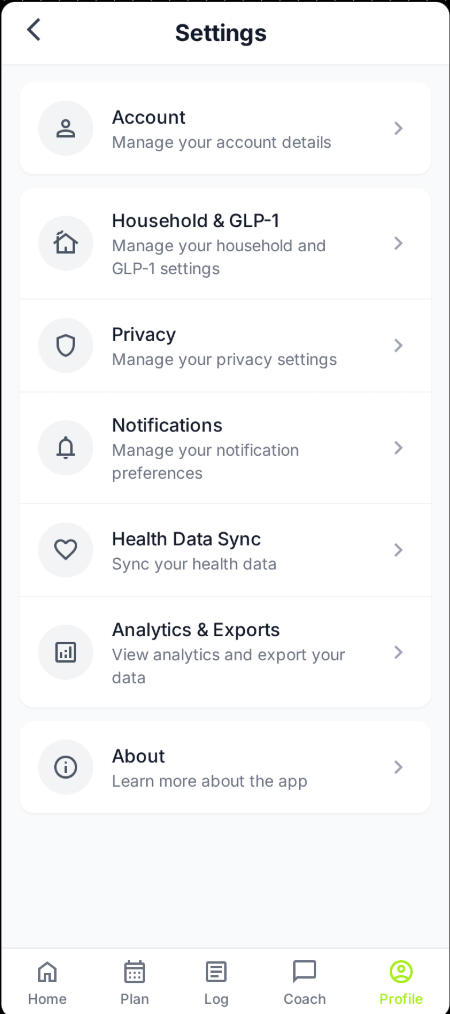 Settings
Account
Manage your account details
Household & GLP-1
Manage your household and
GLP-1 settings
Privacy
Manage your privacy settings
Notifications
Manage your notification
preferences
Health Data Sync
Sync your health data
Analytics & Exports
View analytics and export your
data
About
Learn more about the app
Home Plan Log Coach Profile